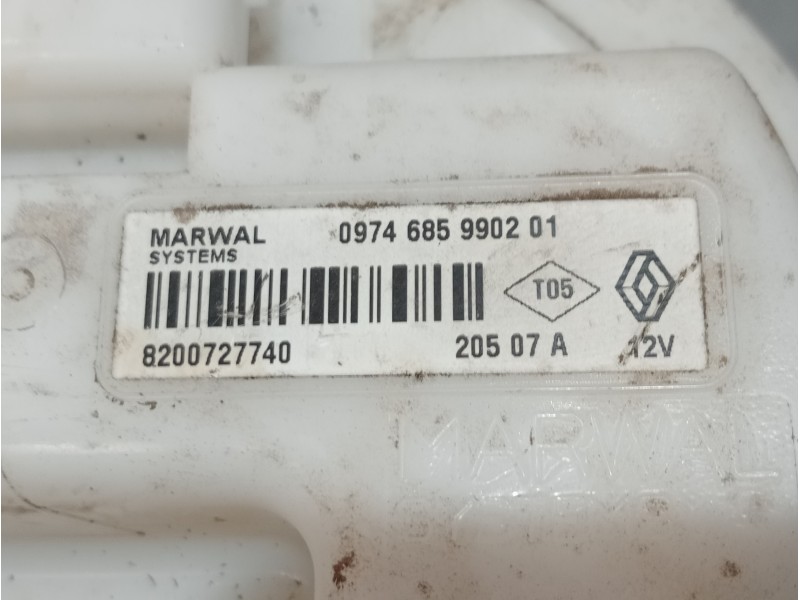 MARWAL 0974 685 9902 01
SYSTEMS
T05
8200727740 205 07 A 12V
MARWAL